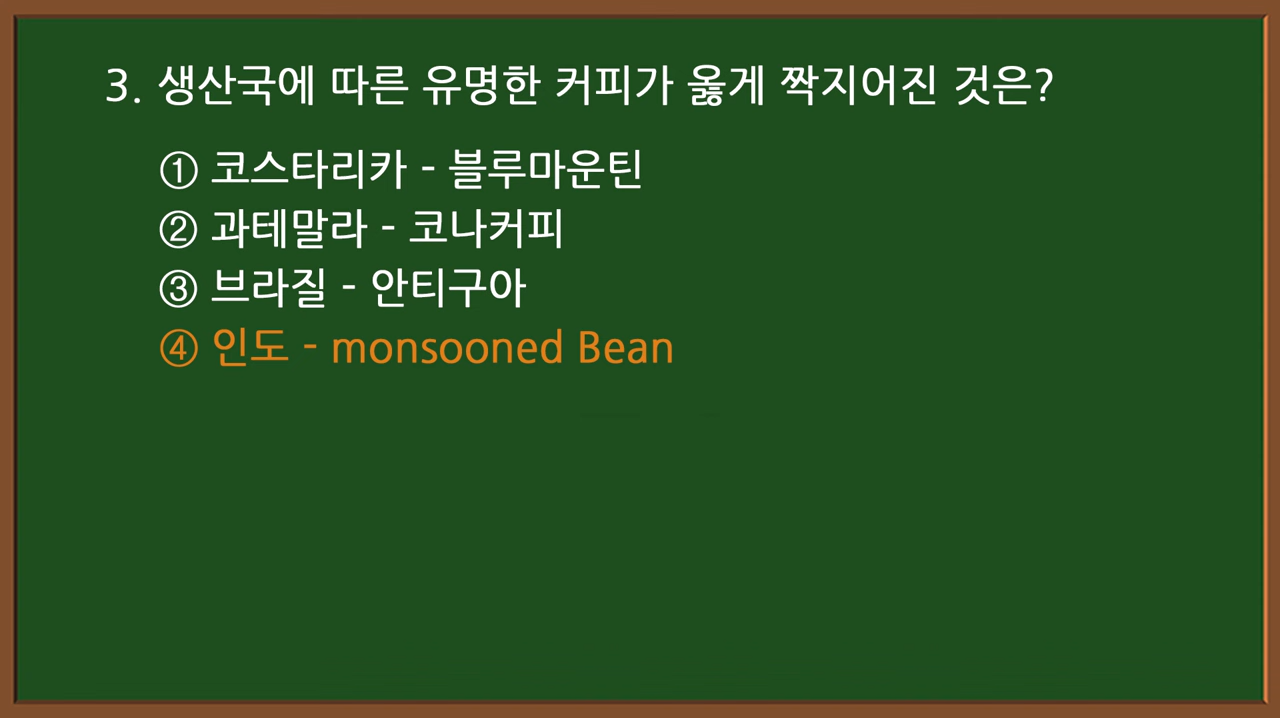 3. 생산국에 따른 유명한 커피가 옳게 짝지어진 것은?
① 코스타리카 - 블루마운틴
② 과테말라 - 코나커피
③ 브라질 - 안티구아
④ 인도 - monsooned Bean